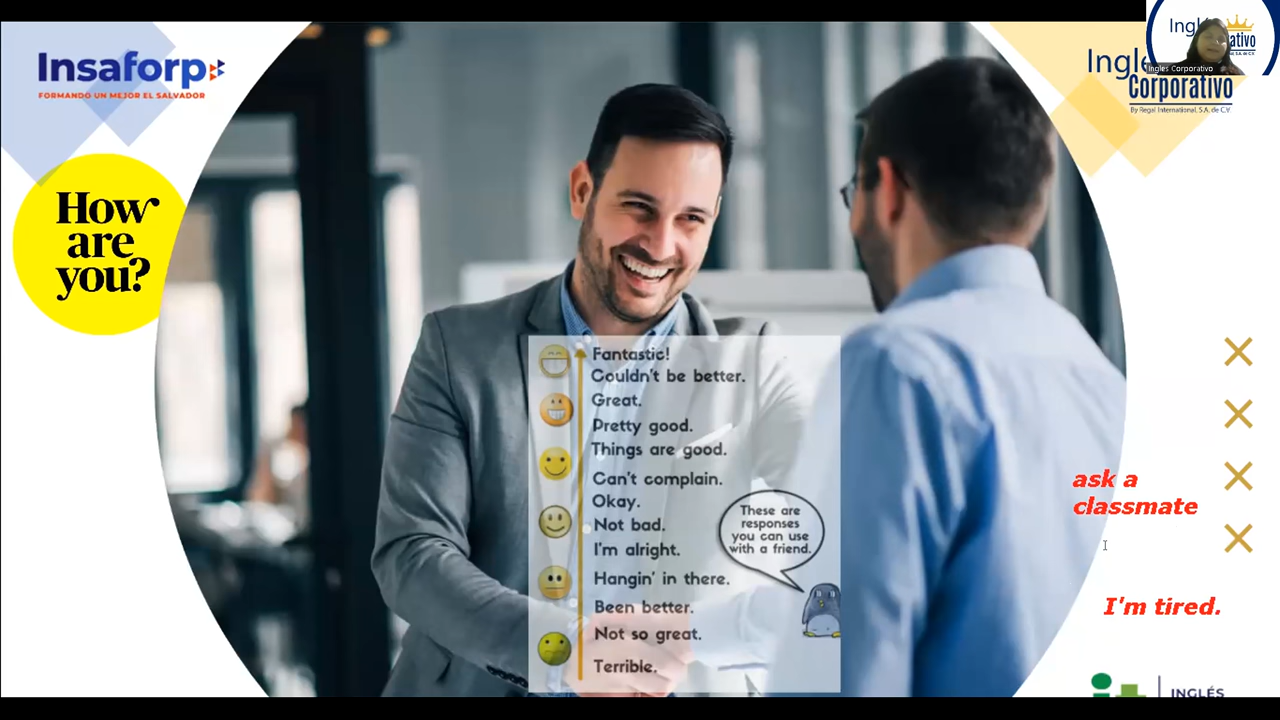 Insaforp
FORMANDO UN MEJOR EL SALVADOR
How
are
you?
Inglés
Corporativo
By Regal International, S.A. de C.V.
Ingles Corporativo
Fantastic!
Couldn't be better.
Great.
Pretty good.
Things are good.
Can't complain.
Okay.
Not bad.
I'm alright.
Hangin' in there.
Been better.
Not so great.
Terrible.
These are
responses
you can use
with a friend.
ask a
classmate
I'm tired.
INGLÉS